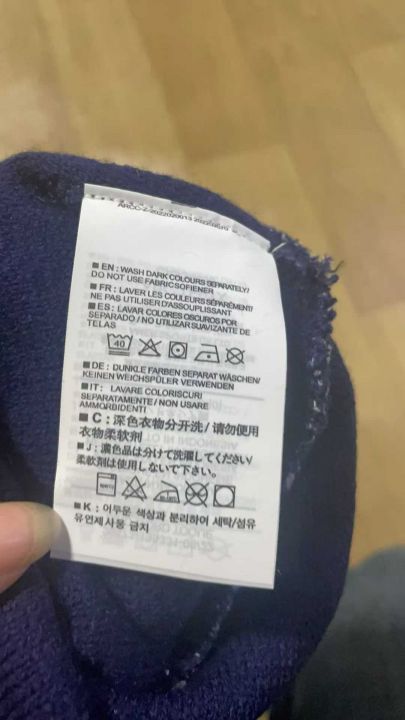 ■ EN : WASH DARK COLOURS SEPARATELY/
DO NOT USE FABRIC SOFIENER
■ FR : LAVER LES COULEURS SÉPARÉMENT/
NE PAS UTILISER D'ASSOUPLISSANT
■ ES : LAVAR COLORES OSCUROS POR
SEPARADO / NO UTILIZAR SUAVIZANTE DE
TELAS
40
■ DE : DUNKLE FARBEN SEPARAT WÄSCHEN/
KEINEN WEICHSPÜLER VERWENDEN
■ IT : LAVARE COLORISCURI
SEPARATAMENTE / NON USARE
AMMORDIDENTI
■ C : 深色衣物分开洗/请勿使用
衣物柔软剂
■ J : 濃色品は分けて洗濯してください/
柔軟剤は使用しないで下さい。
■ K : 어두운 색상과 분리하여 세탁/섬유
유연제사용 금지